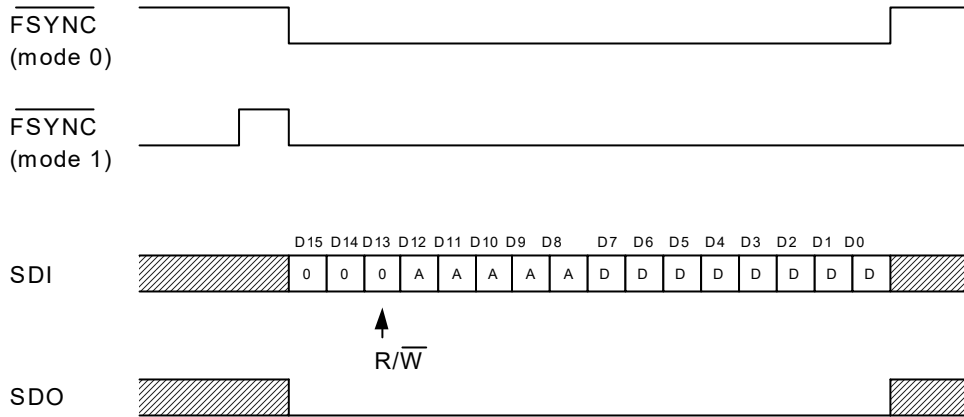 FSYNC
(mode 0)
FSYNC
(mode 1)
D15 D14 D13 D12 D11 D10 D9 D8 D7 D6 D5 D4 D3 D2 D1 D0
SDI
0 0 0 A A A A A D D D D D D D D
R/W
SDO